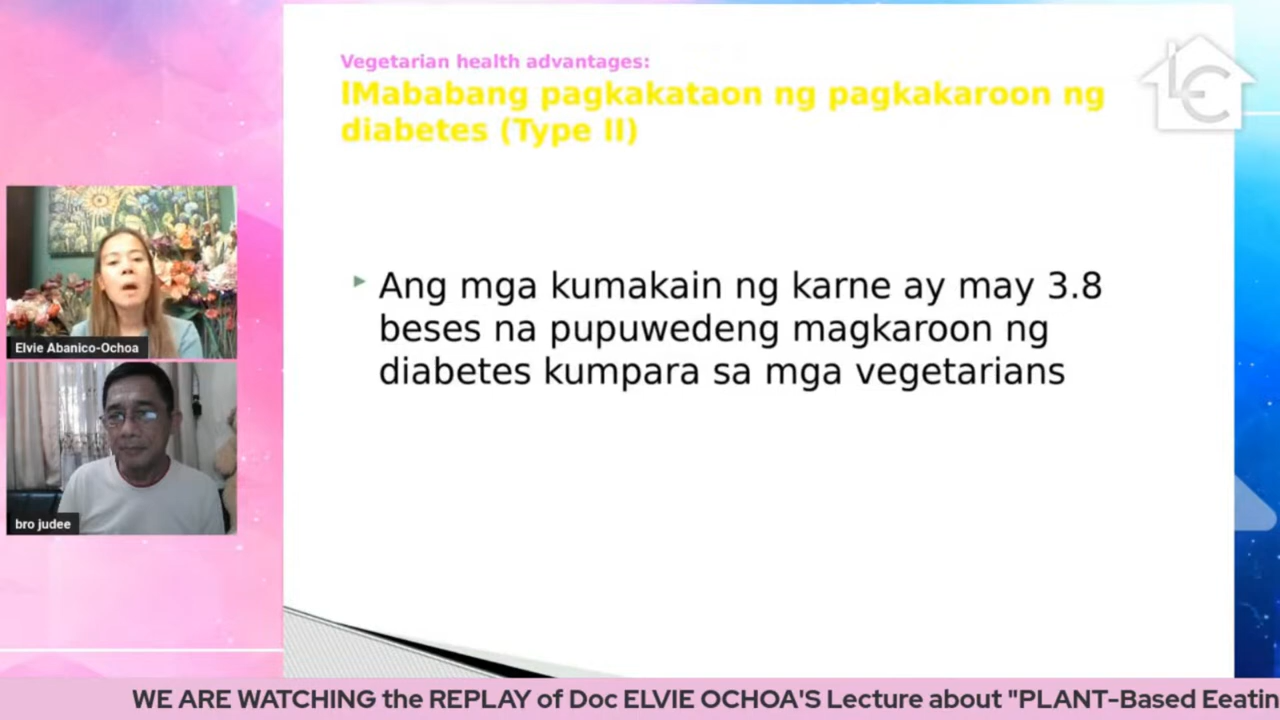 Vegetarian health advantages:
lMababang pagkakataon ng pagkakaroon ng
diabetes (Type II)
Ang mga kumakain ng karne ay may 3.8
beses na pupuwedeng magkaroon ng
diabetes kumpara sa mga vegetarians
LC
Elvie Abanico-Ochoa
bro judee
WE ARE WATCHING the REPLAY of Doc ELVIE OCHOA'S Lecture about "PLANT-Based Eeatin